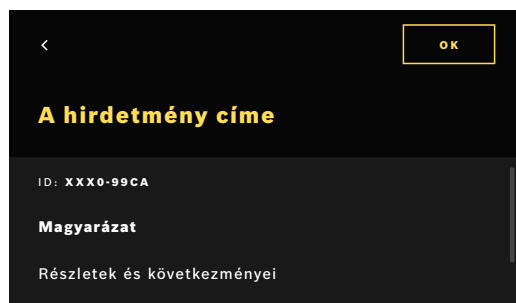 OK
A hirdetmény címe
ID: XXX0-99CA
Magyarázat
Részletek és következményei